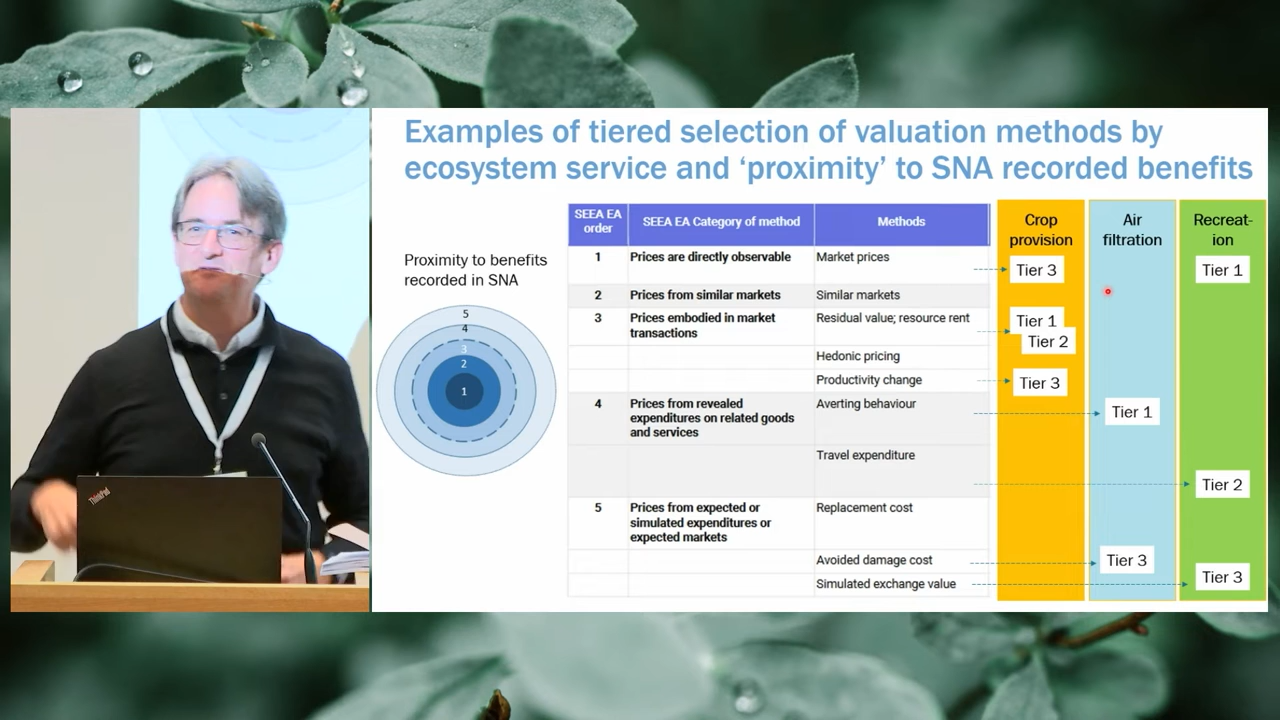 Examples of tiered selection of valuation methods by
ecosystem service and ‘proximity’ to SNA recorded benefits
Proximity to benefits
recorded in SNA
5
4
3
2
1
SEEA EA
order
SEEA EA Category of method
Methods
Crop
provision
Air
filtration
Recreat-
ion
1
Prices are directly observable
Market prices
Tier 3
Tier 1
2
Prices from similar markets
Similar markets
3
Prices embodied in market
transactions
Residual value; resource rent
Tier 1
Tier 2
Hedonic pricing
Productivity change
Tier 3
4
Prices from revealed
expenditures on related goods
and services
Averting behaviour
Tier 1
Travel expenditure
Tier 2
5
Prices from expected or
simulated expenditures or
expected markets
Replacement cost
Avoided damage cost
Tier 3
Simulated exchange value
Tier 3
ThinkPad